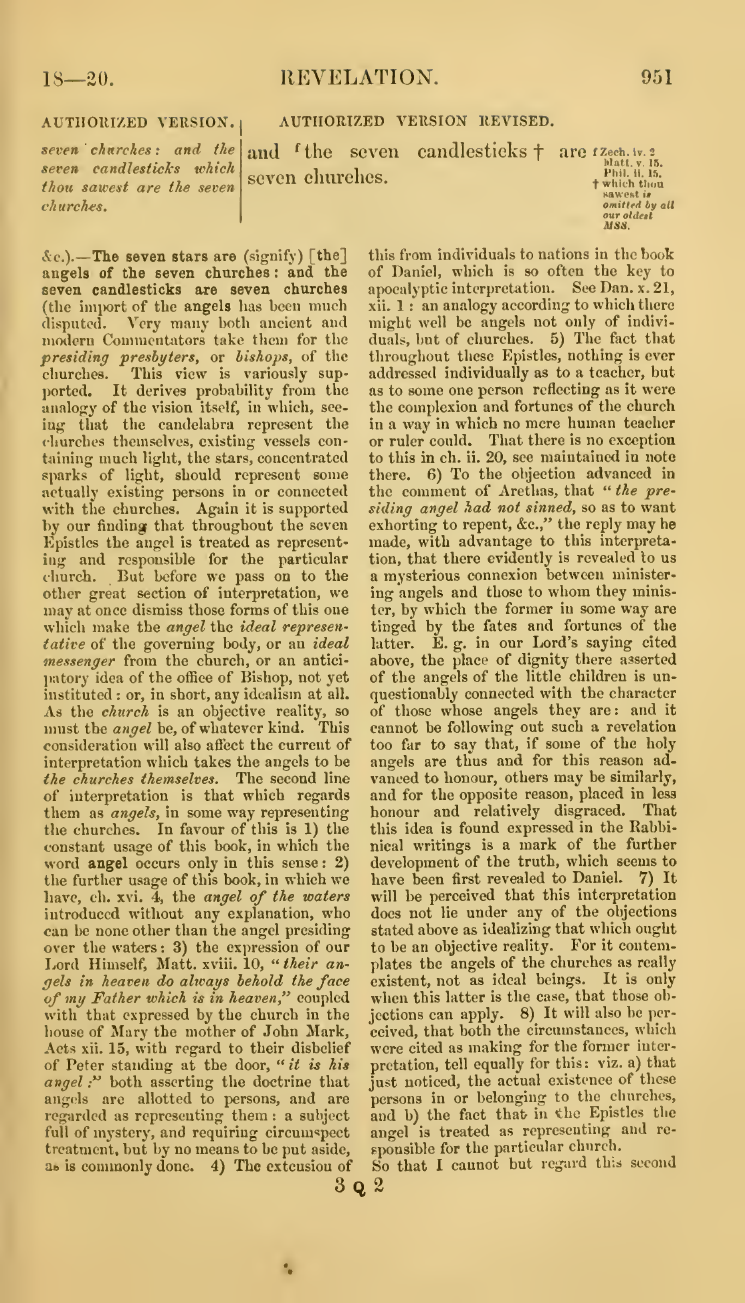 18—20.
REVELATION.
951
AUTHORIZED VERSION.
seven churches: and the
seven candlesticks which
thou sawest are the seven
churches.
AUTHORIZED VERSION REVISED.
and f the seven candlesticks † are
seven churches.
f Zech. iv. 2
Matt. v. 15.
Phil. ii. 15.
† which thou
sawest is
omitted by all
our oldest
MSS.
&c.).—The seven stars are (signify) [the]
angels of the seven churches: and the
seven candlesticks are seven churches
(the import of the angels has been much
disputed. Very many both ancient and
modern Commentators take them for the
presiding presbyters, or bishops, of the
churches. This view is variously sup-
ported. It derives probability from the
analogy of the vision itself, in which, see-
ing that the candelabra represent the
churches themselves, existing vessels con-
taining much light, the stars, concentrated
sparks of light, should represent some
actually existing persons in or connected
with the churches. Again it is supported
by our finding that throughout the seven
Epistles the angel is treated as represent-
ing and responsible for the particular
church. But before we pass on to the
other great section of interpretation, we
may at once dismiss those forms of this one
which make the angel the ideal represen-
tative of the governing body, or an ideal
messenger from the church, or an antici-
patory idea of the office of Bishop, not yet
instituted: or, in short, any idealism at all.
As the church is an objective reality, so
must the angel be, of whatever kind. This
consideration will also affect the current of
interpretation which takes the angels to be
the churches themselves. The second line
of interpretation is that which regards
them as angels, in some way representing
the churches. In favour of this is 1) the
constant usage of this book, in which the
word angel occurs only in this sense: 2)
the further usage of this book, in which we
have, ch. xvi. 4, the angel of the waters
introduced without any explanation, who
can be none other than the angel presiding
over the waters: 3) the expression of our
Lord Himself, Matt. xviii. 10, "their an-
gels in heaven do always behold the face
of my Father which is in heaven," coupled
with that expressed by the church in the
house of Mary the mother of John Mark,
Acts xii. 15, with regard to their disbelief
of Peter standing at the door, "it is his
angel:" both asserting the doctrine that
angels are allotted to persons, and are
regarded as representing them: a subject
full of mystery, and requiring circumspect
treatment, but by no means to be put aside,
as is commonly done. 4) The extension of
this from individuals to nations in the book
of Daniel, which is so often the key to
apocalyptic interpretation. See Dan. x. 21,
xii. 1: an analogy according to which there
might well be angels not only of indivi-
duals, but of churches. 5) The fact that
throughout these Epistles, nothing is ever
addressed individually as to a teacher, but
as to some one person reflecting as it were
the complexion and fortunes of the church
in a way in which no mere human teacher
or ruler could. That there is no exception
to this in ch. ii. 20, see maintained in note
there. 6) To the objection advanced in
the comment of Arethas, that "the pre-
siding angel had not sinned, so as to want
exhorting to repent, &c.," the reply may be
made, with advantage to this interpreta-
tion, that there evidently is revealed to us
a mysterious connexion between minister-
ing angels and those to whom they minis-
ter, by which the former in some way are
tinged by the fates and fortunes of the
latter. E. g. in our Lord's saying cited
above, the place of dignity there asserted
of the angels of the little children is un-
questionably connected with the character
of those whose angels they are: and it
cannot be following out such a revelation
too far to say that, if some of the holy
angels are thus and for this reason ad-
vanced to honour, others may be similarly,
and for the opposite reason, placed in less
honour and relatively disgraced. That
this idea is found expressed in the Rabbi-
nical writings is a mark of the further
development of the truth, which seems to
have been first revealed to Daniel. 7) It
will be perceived that this interpretation
does not lie under any of the objections
stated above as idealizing that which ought
to be an objective reality. For it contem-
plates the angels of the churches as really
existent, not as ideal beings. It is only
when this latter is the case, that those ob-
jections can apply. 8) It will also be per-
ceived, that both the circumstances, which
were cited as making for the former inter-
pretation, tell equally for this: viz. a) that
just noticed, the actual existence of these
persons in or belonging to the churches,
and b) the fact that in the Epistles the
angel is treated as representing and re-
sponsible for the particular church.
So that I cannot but regard this second
3 Q 2